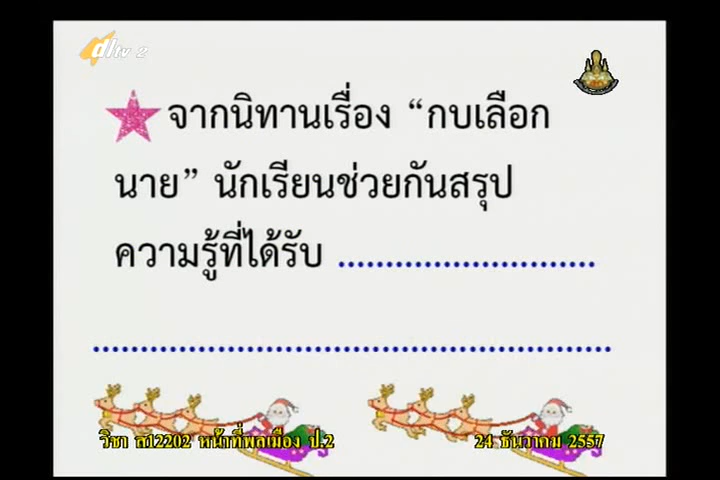 dltv 2
จากนิทานเรื่อง “กบเลือก
นาย” นักเรียนช่วยกันสรุป
ความรู้ที่ได้รับ ...........................
......................................................
วิชา ส12202 หน้าที่พลเมือง ป.2
24 ธันวาคม 2557